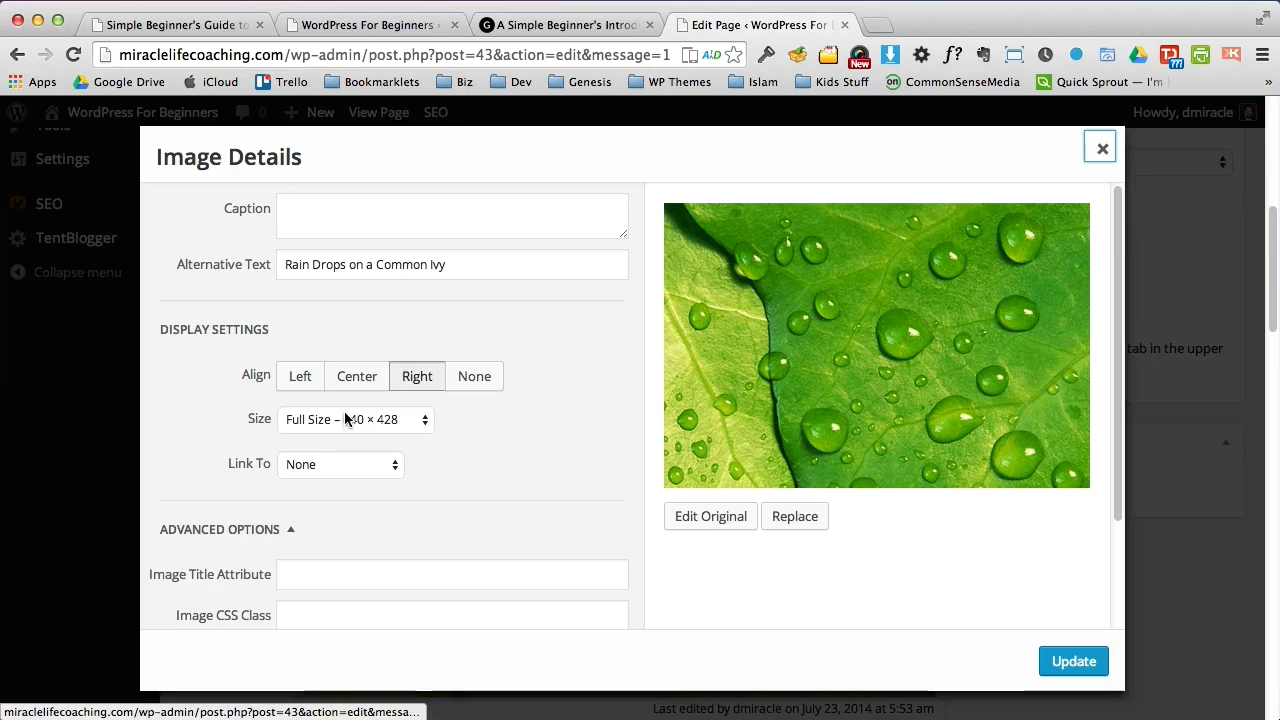 Simple Beginner's Guide to
WordPress For Beginners ›
A Simple Beginner's Introdu
Edit Page ‹ WordPress For B
miraclelifecoaching.com/wp-admin/post.php?post=43&action=edit&message=1
A\D
f?
New
777
Apps
Google Drive
iCloud
Trello
Bookmarklets
Biz
Dev
Genesis
WP Themes
Islam
Kids Stuff
on CommonSenseMedia
Quick Sprout — I'm
»
WordPress For Beginners
0
New
View Page
SEO
Howdy, dmiracle
Tools
Settings
SEO
TentBlogger
Collapse menu
Image Details
Caption
Alternative Text
Rain Drops on a Common Ivy
DISPLAY SETTINGS
Align
Left
Center
Right
None
Size
Full Size – 40 × 428
Link To
None
ADVANCED OPTIONS
Image Title Attribute
Image CSS Class
Edit Original
Replace
Update
tab in the upper
miraclelifecoaching.com/wp-admin/post.php?post=43&action=edit&messa...
Last edited by dmiracle on July 23, 2014 at 5:53 am